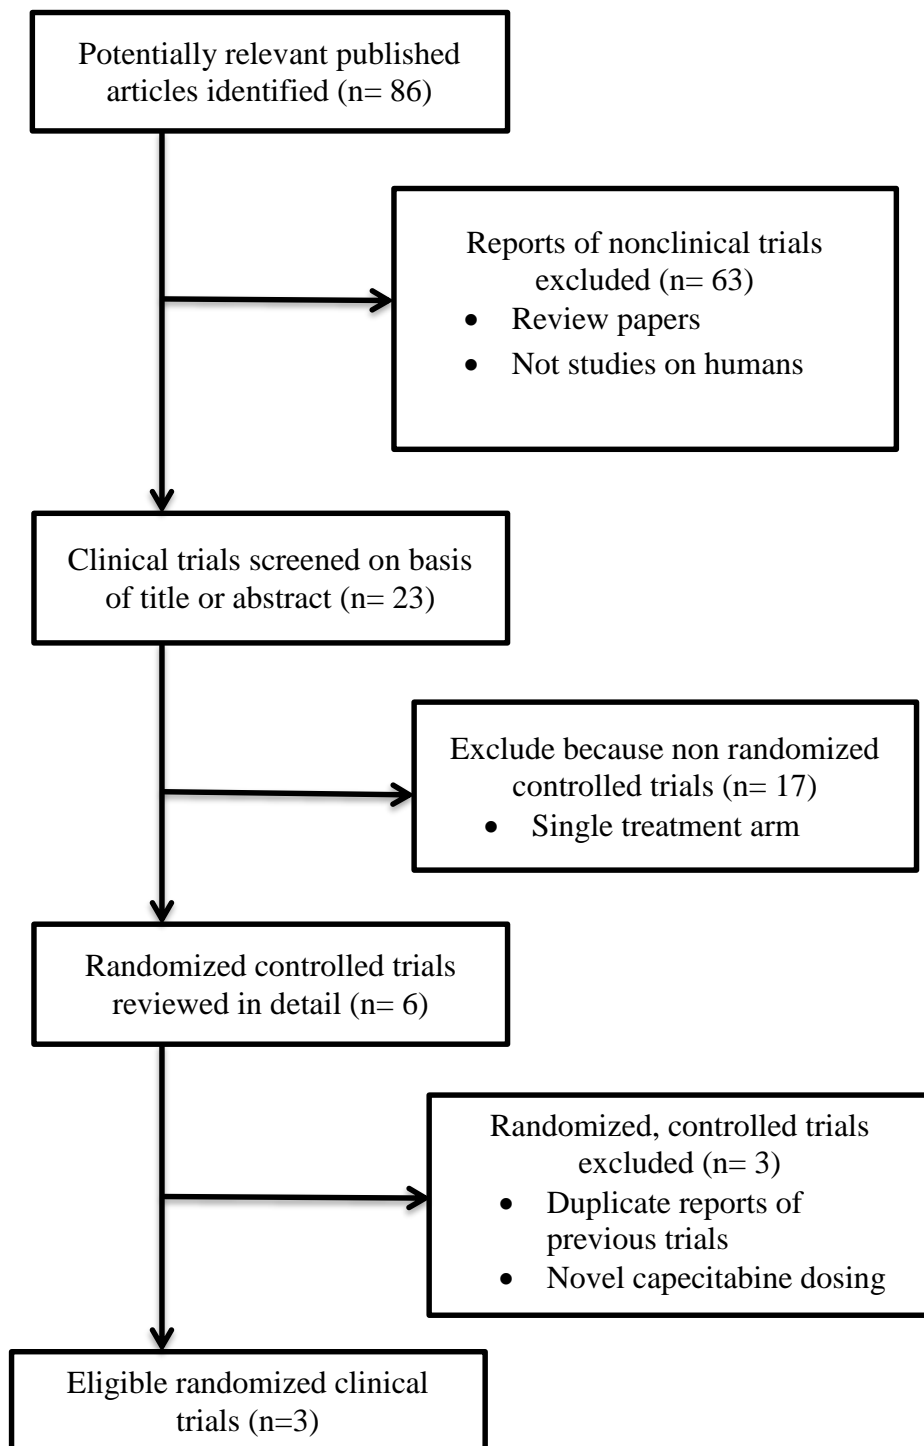 Potentially relevant published
articles identified (n= 86)
Reports of nonclinical trials
excluded (n= 63)
• Review papers
• Not studies on humans
Clinical trials screened on basis
of title or abstract (n= 23)
Exclude because non randomized
controlled trials (n= 17)
• Single treatment arm
Randomized controlled trials
reviewed in detail (n= 6)
Randomized, controlled trials
excluded (n= 3)
• Duplicate reports of
previous trials
• Novel capecitabine dosing
Eligible randomized clinical
trials (n=3)